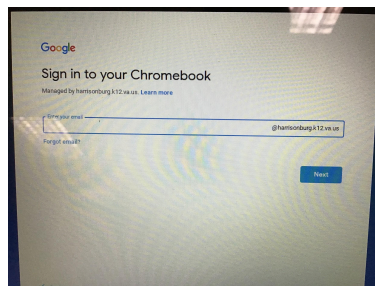 Google
Sign in to your Chromebook
Managed by harrisonburg.k12.va.us. Learn more
Enter your email
@harrisonburg.k12.va.us
Forgot email?
Next